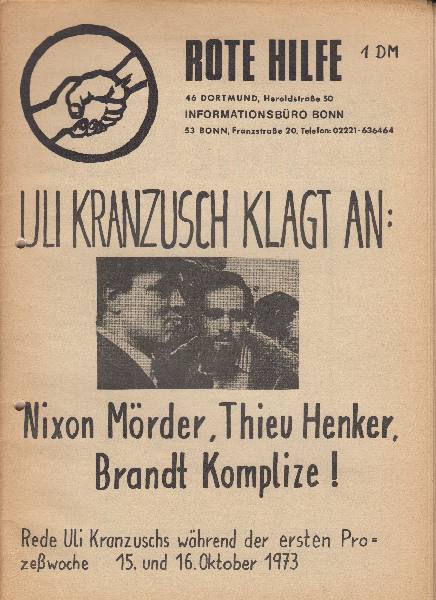 ROTE HILFE 1 DM
46 DORTMUND, Heroldstraße 50
INFORMATIONSBÜRO BONN
53 BONN, Franzstraße 20, Telefon: 02221-636464
ULI KRANZUSCH KLAGT AN:
Nixon Mörder, Thieu Henker,
Brandt Komplize!
Rede Uli Kranzuschs während der ersten Pro=
zeßwoche 15. und 16. Oktober 1973